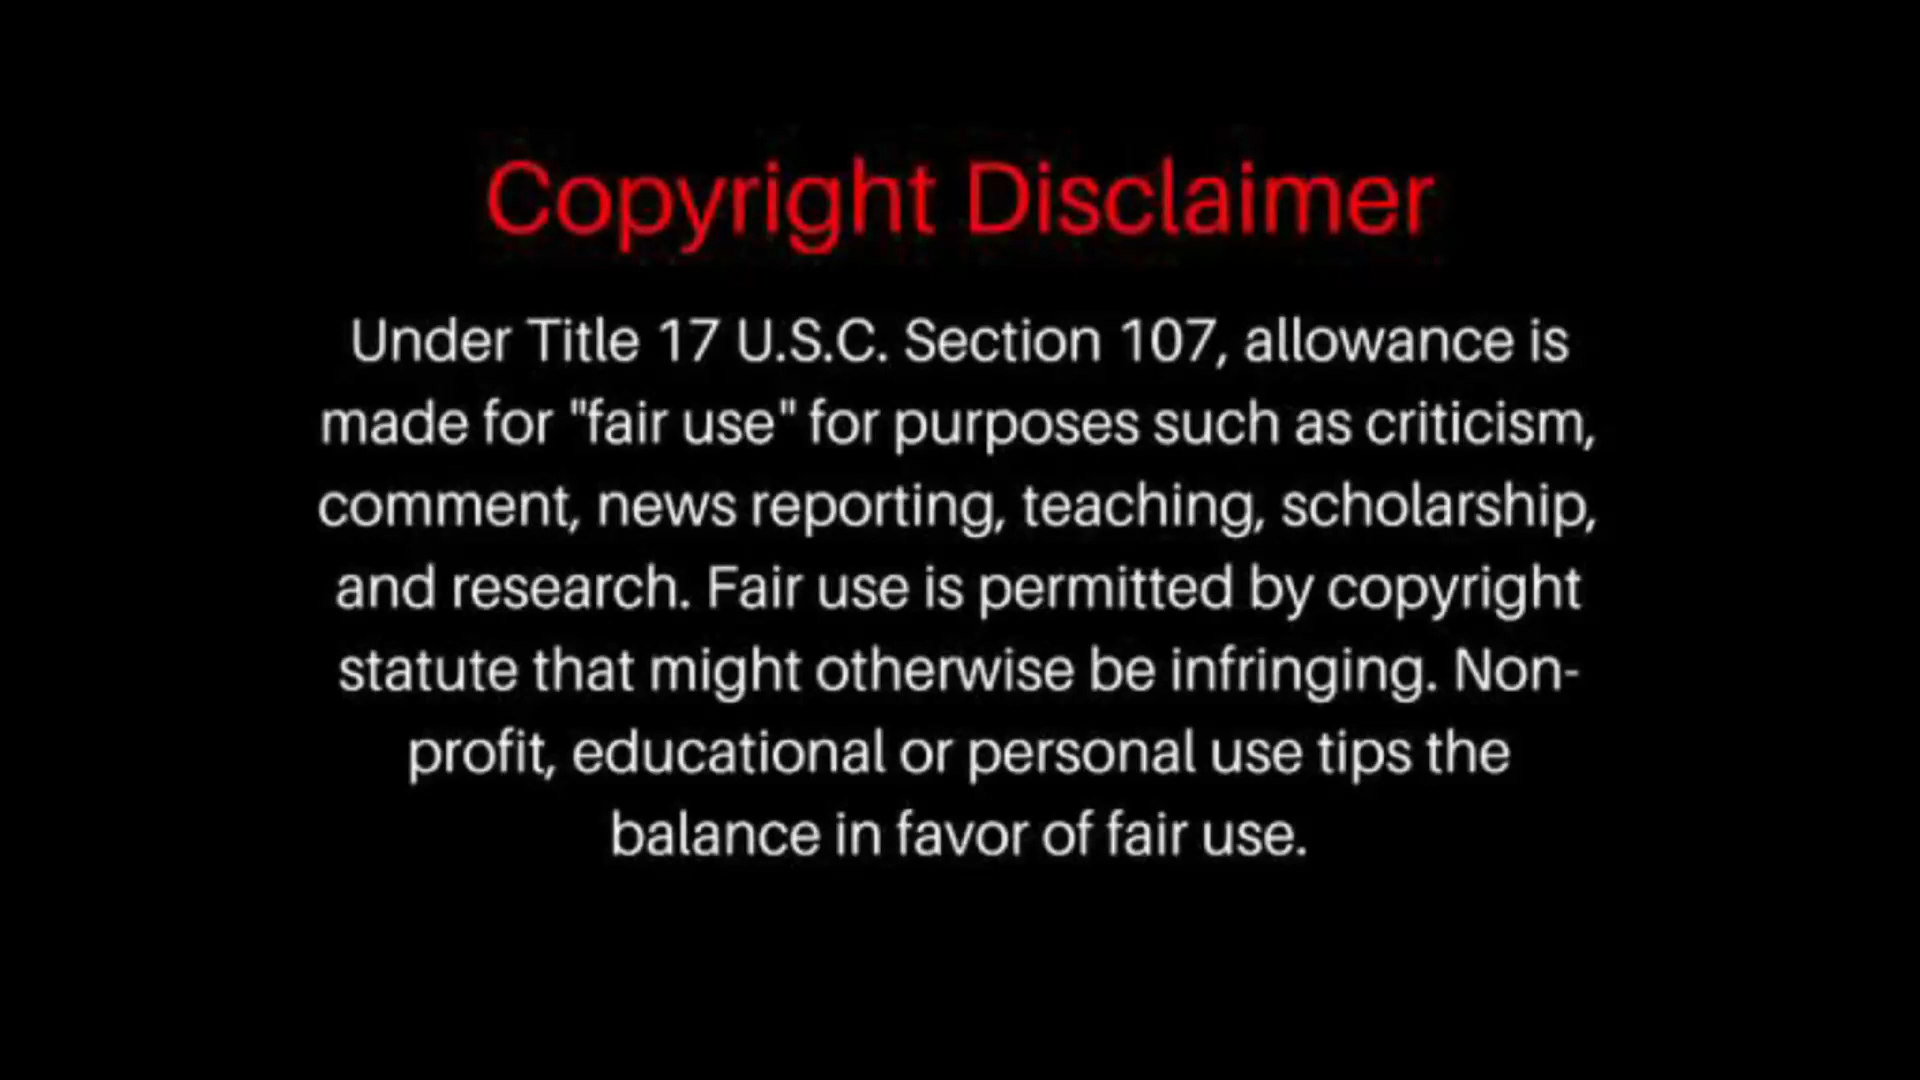 Copyright Disclaimer
Under Title 17 U.S.C. Section 107, allowance is
made for "fair use" for purposes such as criticism,
comment, news reporting, teaching, scholarship,
and research. Fair use is permitted by copyright
statute that might otherwise be infringing. Non-
profit, educational or personal use tips the
balance in favor of fair use.